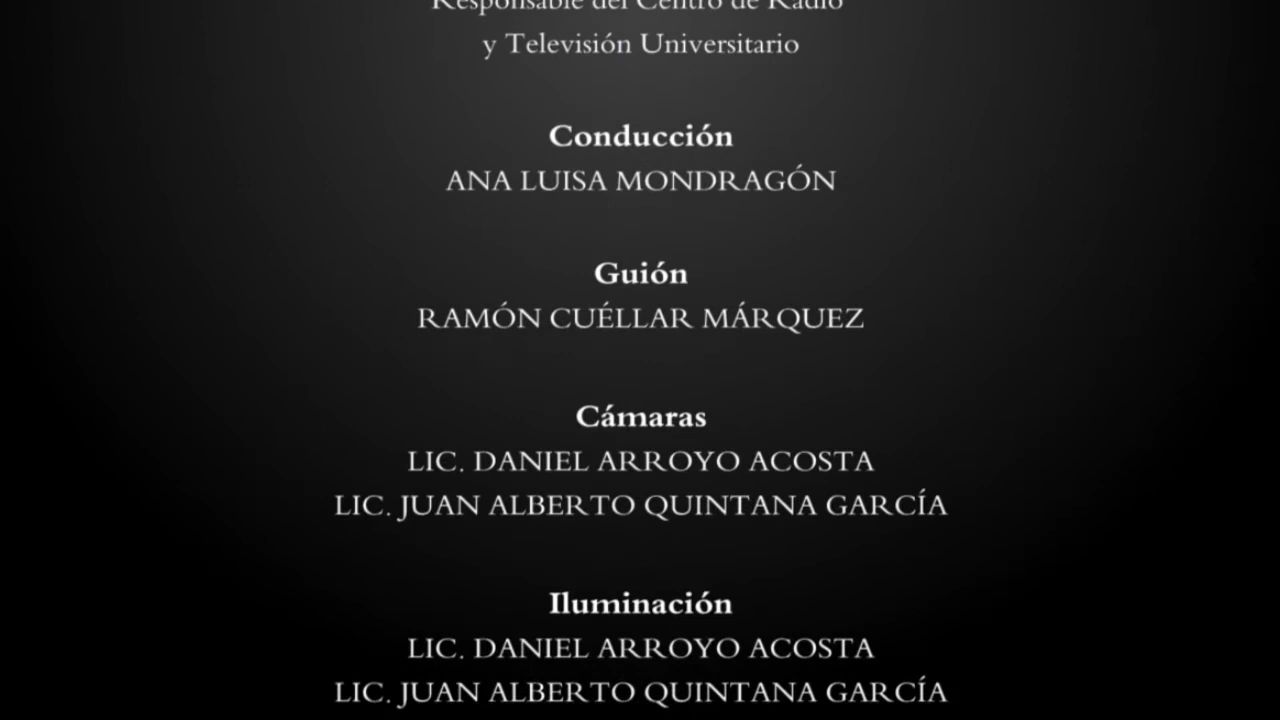 Responsable del Centro de Radio
y Televisión Universitario
Conducción
ANA LUISA MONDRAGÓN
Guión
RAMÓN CUÉLLAR MÁRQUEZ
Cámaras
LIC. DANIEL ARROYO ACOSTA
LIC. JUAN ALBERTO QUINTANA GARCÍA
Iluminación
LIC. DANIEL ARROYO ACOSTA
LIC. JUAN ALBERTO QUINTANA GARCÍA